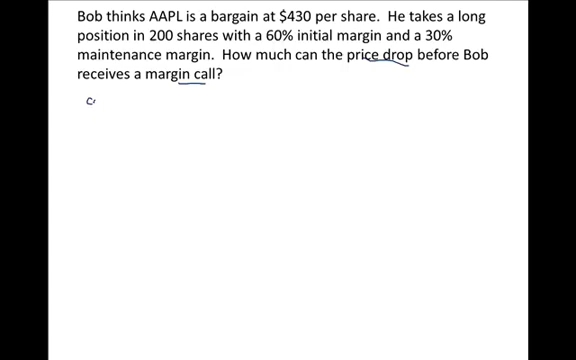 Bob thinks AAPL is a bargain at $430 per share.  He takes a long
position in 200 shares with a 60% initial margin and a 30%
maintenance margin.  How much can the price drop before Bob
receives a margin call?